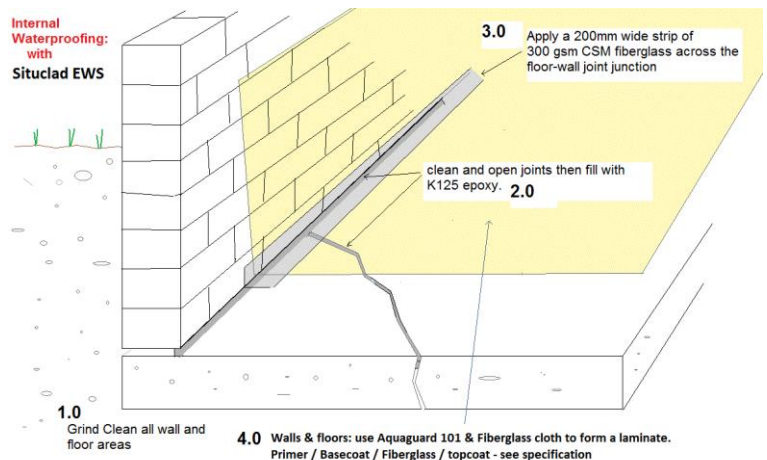 Internal
Waterproofing:
with
Situclad EWS
3.0
Apply a 200mm wide strip of
300 gsm CSM fiberglass across the
floor-wall joint junction
clean and open joints then fill with
K125 epoxy. 2.0
1.0
Grind Clean all wall and
floor areas
4.0 Walls & floors: use Aquaguard 101 & Fiberglass cloth to form a laminate.
Primer / Basecoat / Fiberglass / topcoat - see specification